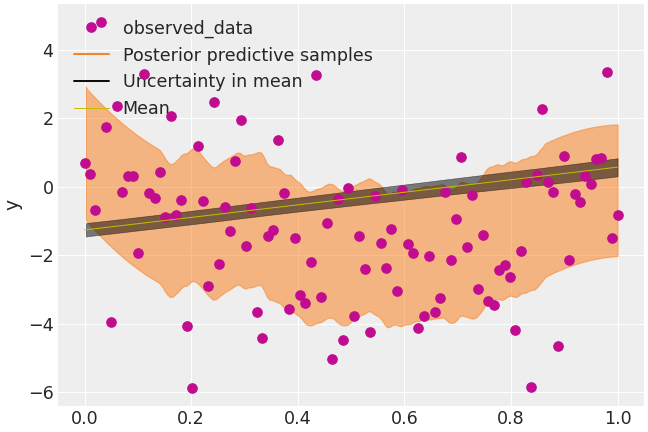 observed_data
Posterior predictive samples
Uncertainty in mean
Mean
y
4
2
0
−2
−4
−6
0.0 0.2 0.4 0.6 0.8 1.0